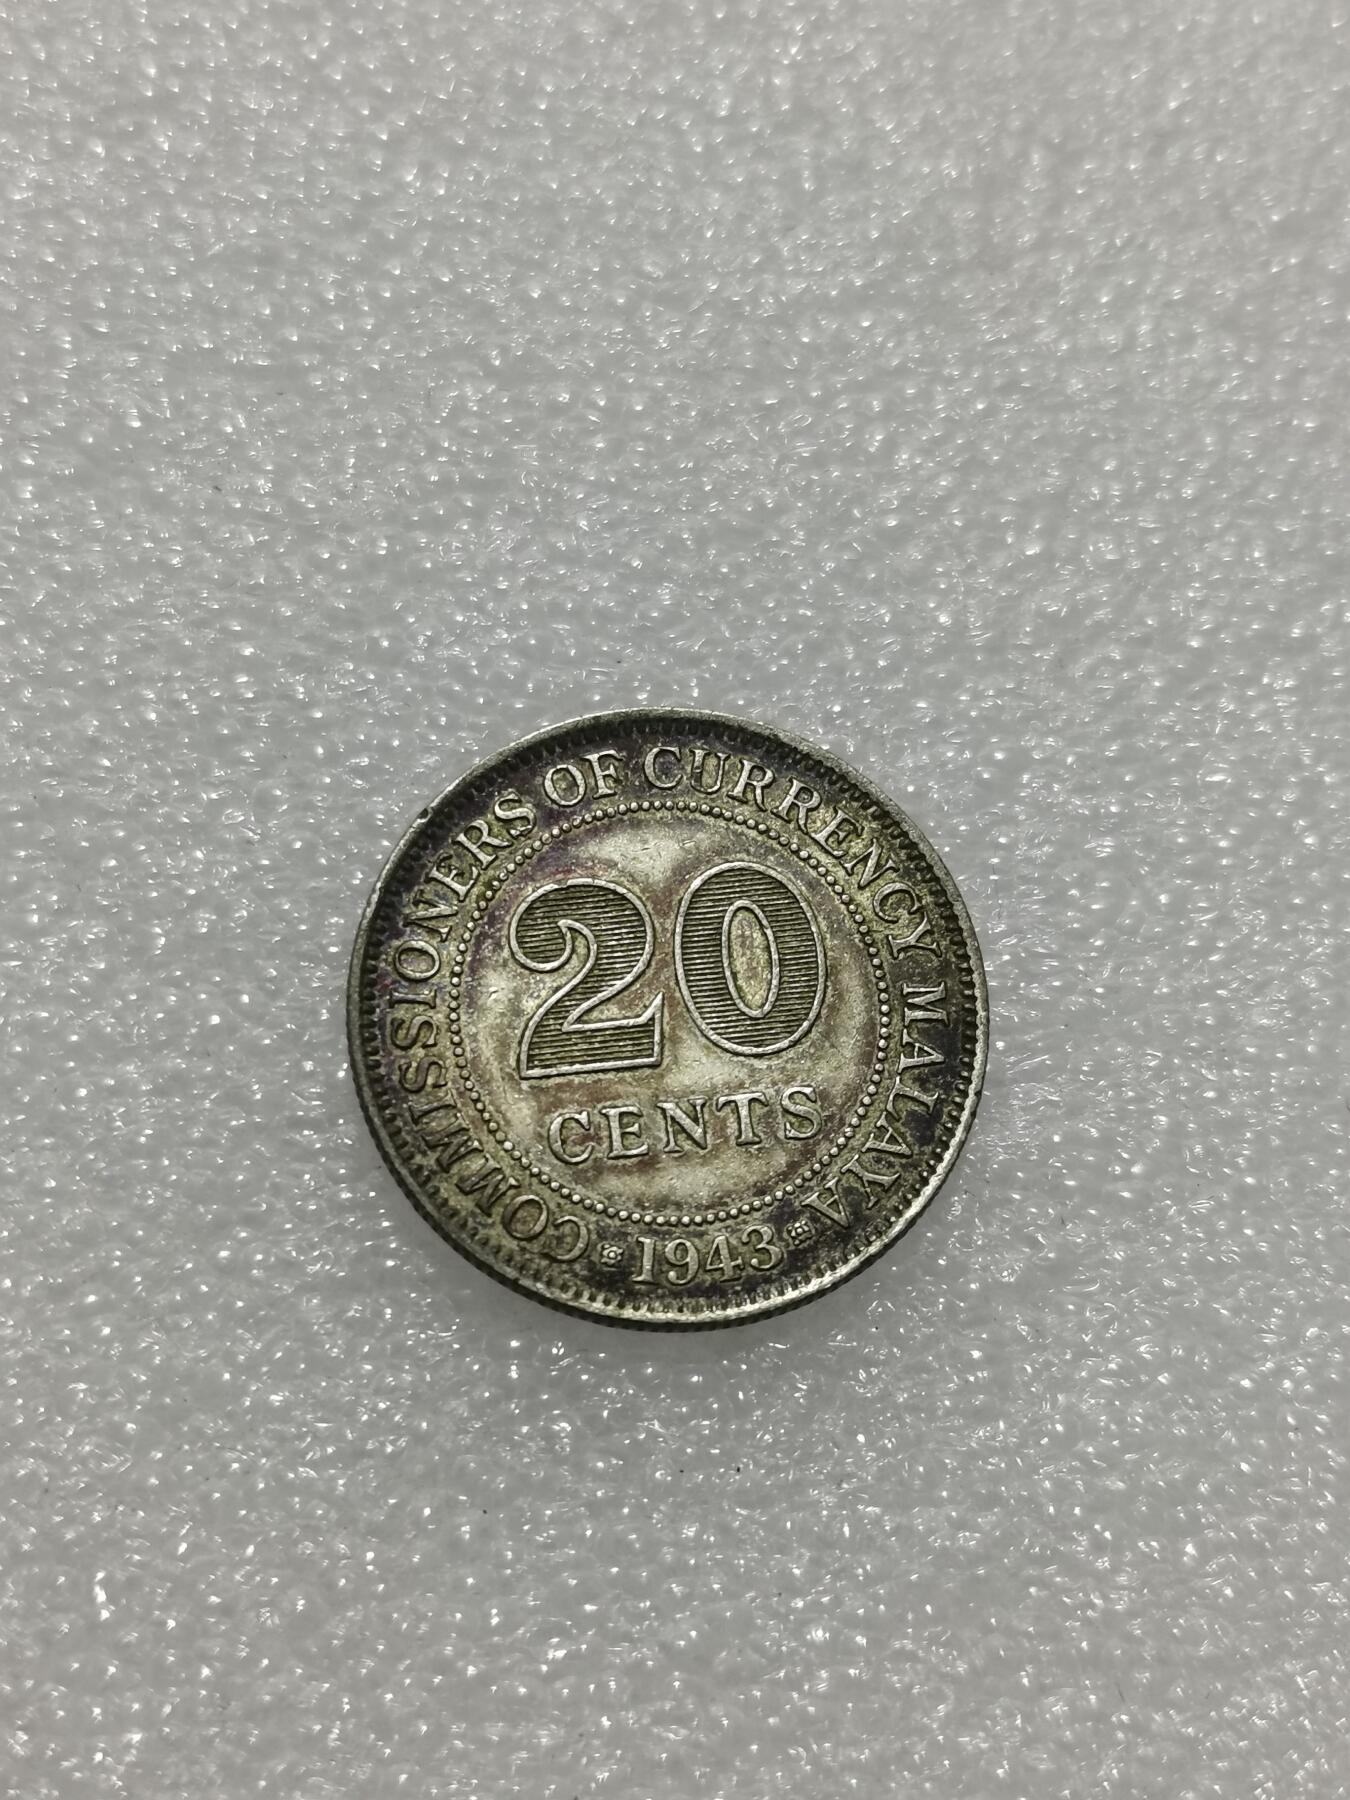 COMMISSIONERS OF CURRENCY MALAYA
20
CENTS
1943